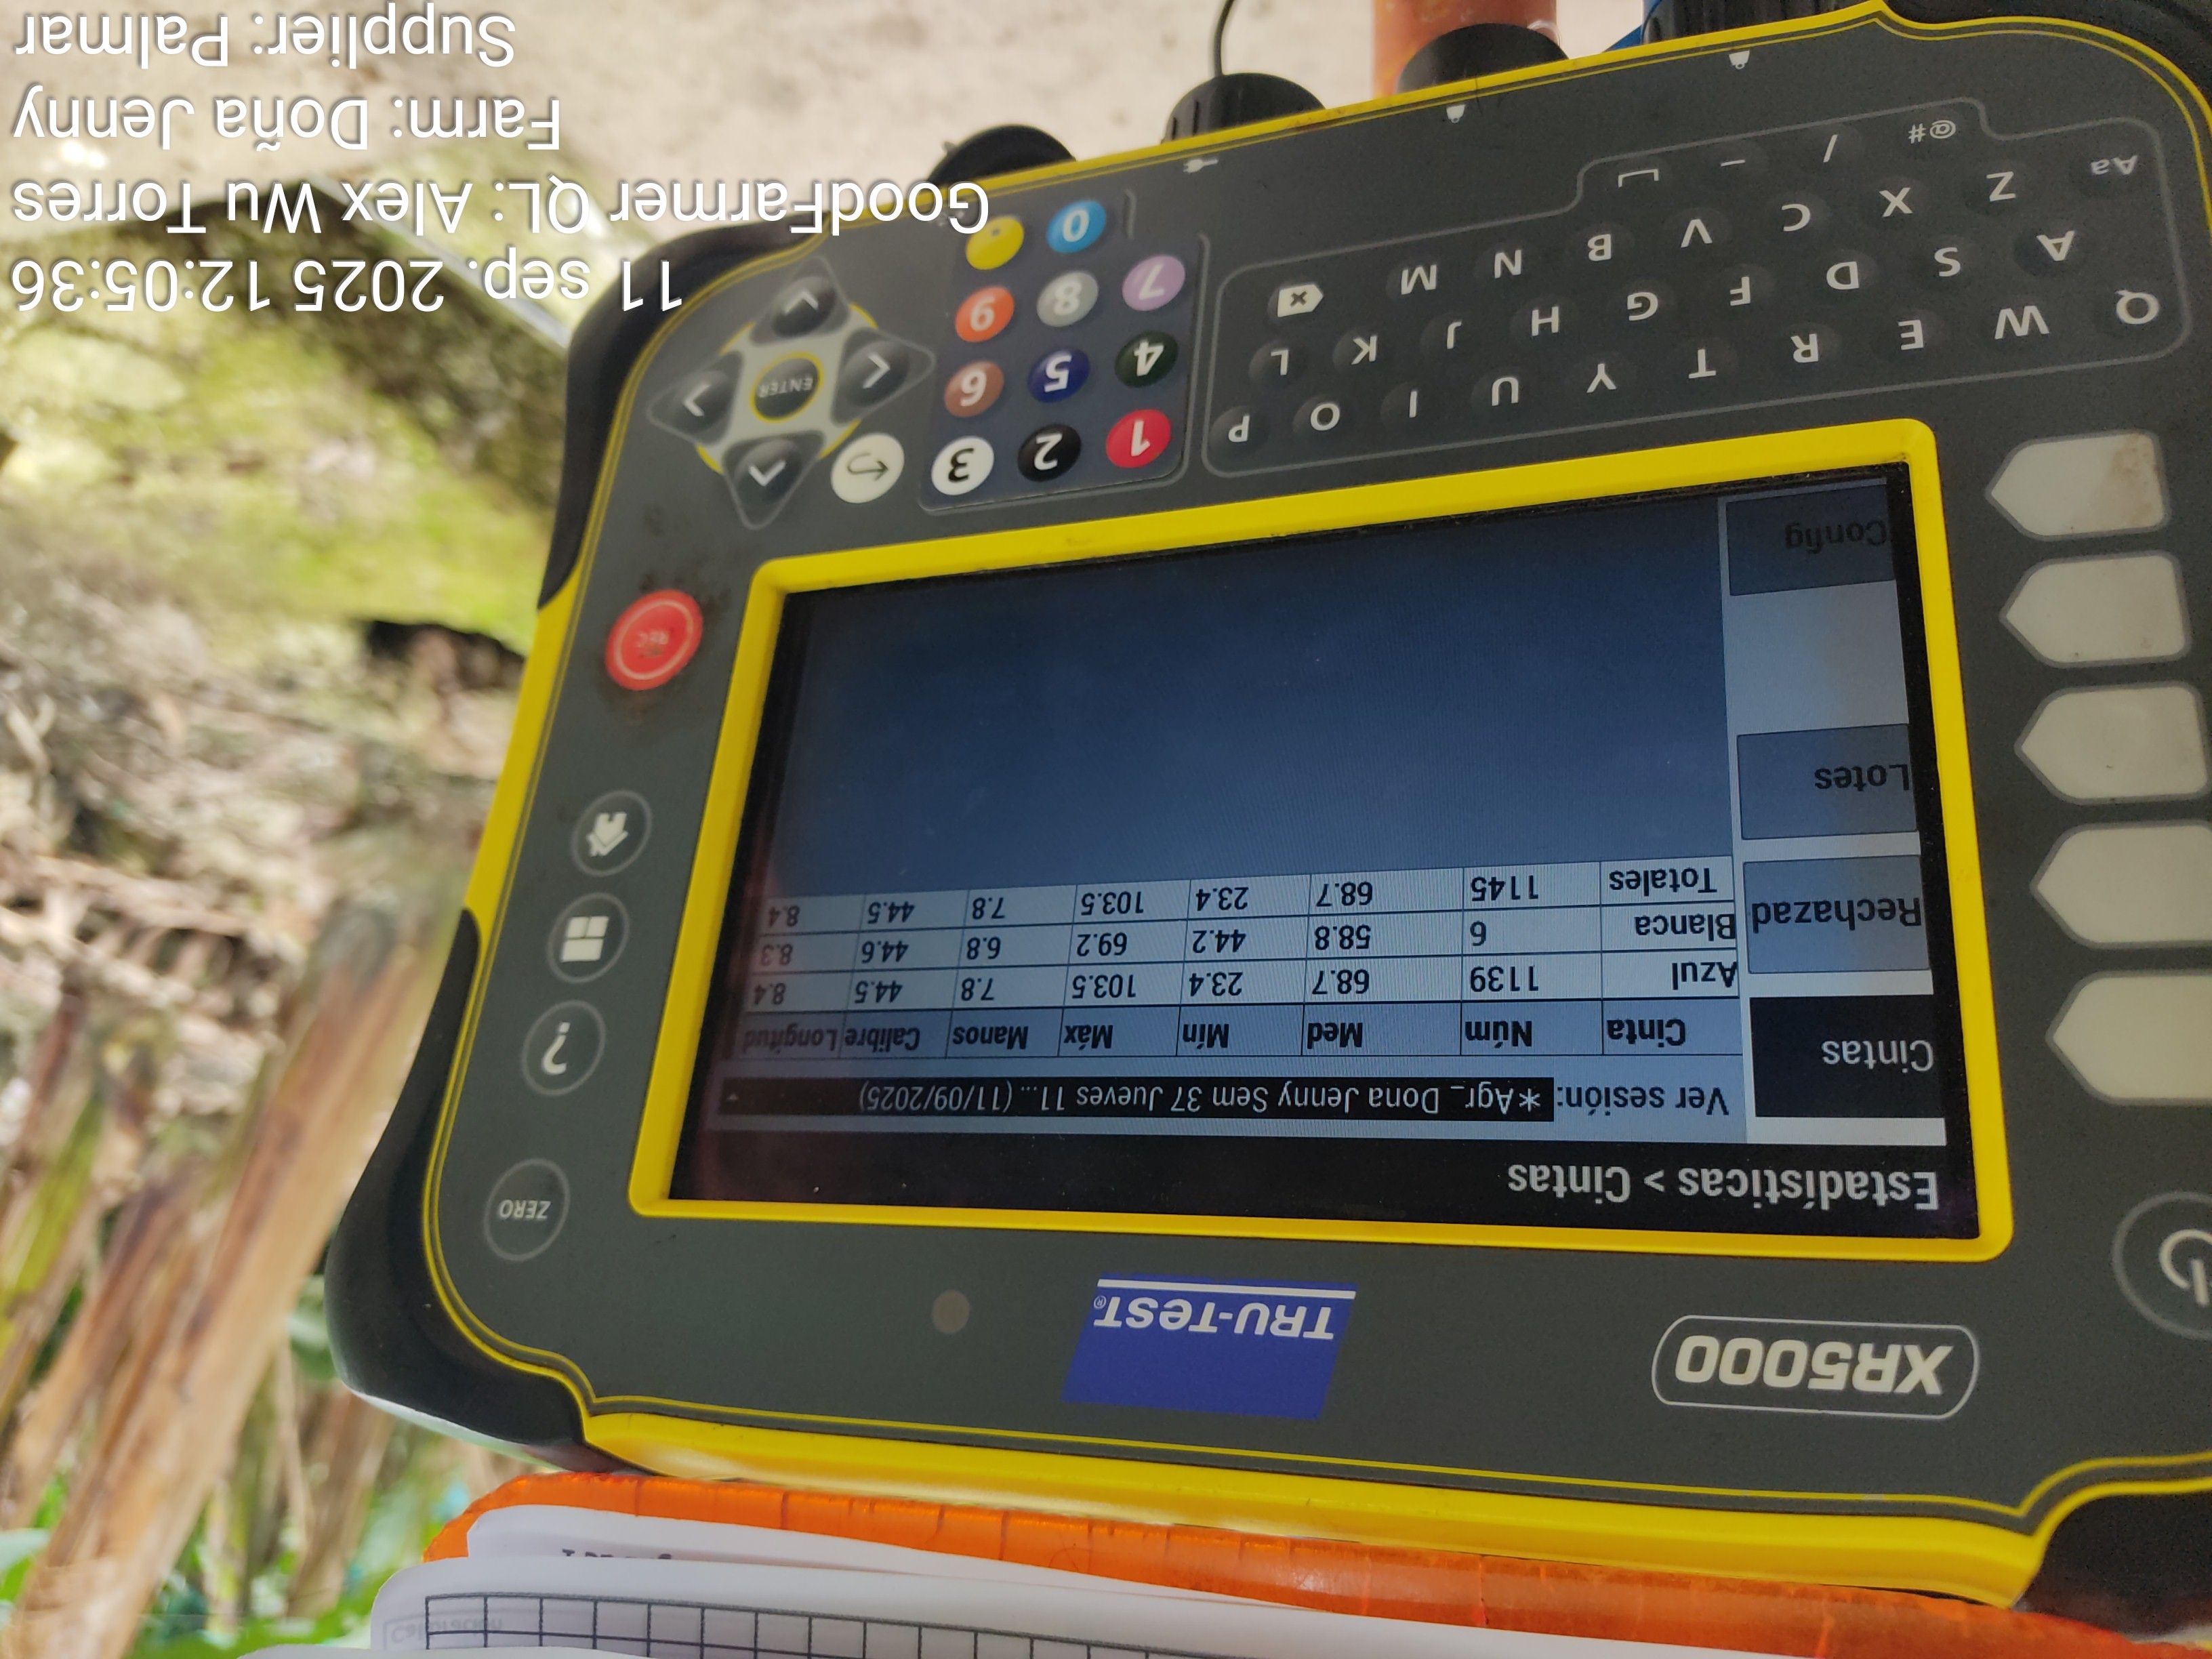 XR5000
TRU-TEST®
ZERO
Estadísticas > Cintas
Cintas
Rechazad
Lotes
Config
Ver sesión: *Agr_ Dona Jenny Sem 37 Jueves 11... (11/09/2025)
Cinta Núm Med Mín Máx Manos Calibre Longitud
Azul 1139 68.7 23.4 103.5 7.8 44.5 8.4
Blanca 6 58.8 44.2 69.2 6.8 44.6 8.3
Totales 1145 68.7 23.4 103.5 7.8 44.5 8.4
?
REC
Q W E R T Y U I O P
A S D F G H J K L
Aa Z X C V B N M
@# / _
1 2 3
4 5 6
7 8 9
0 .
ENTER
11 sep. 2025 12:05:36
GoodFarmer QL: Alex Wu Torres
Farm: Doña Jenny
Supplier: Palmar